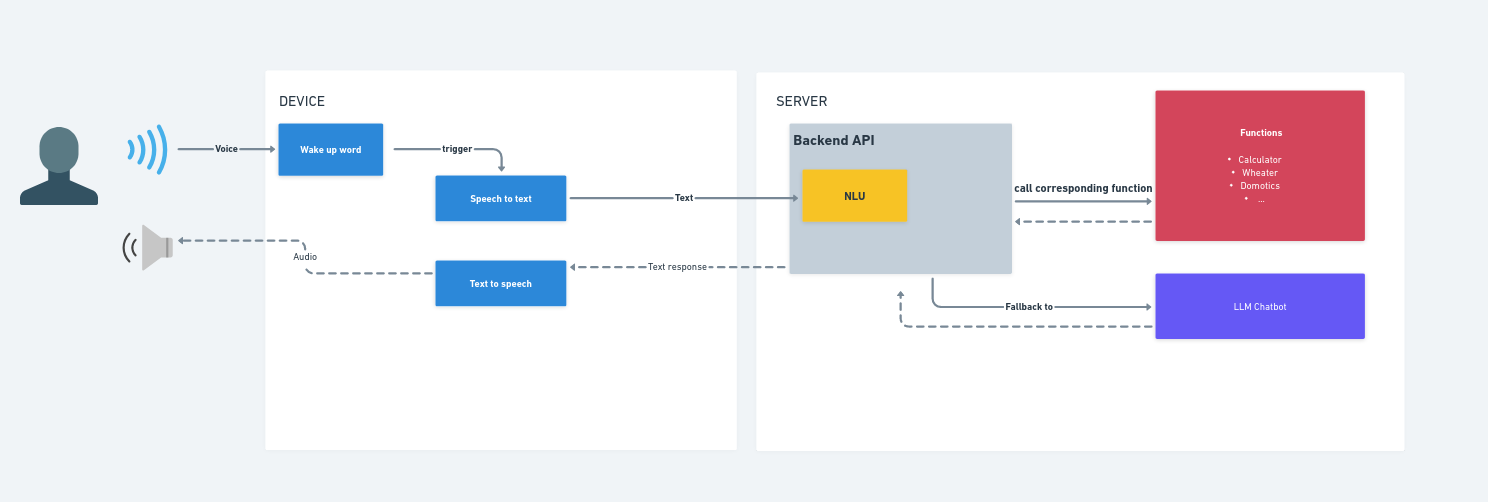 DEVICE
SERVER
Voice
Wake up word
trigger
Speech to text
Text
Backend API
NLU
call corresponding function
Functions
• Calculator
• Wheater
• Domotics
• ...
Audio
Text to speech
Text response
Fallback to
LLM Chatbot